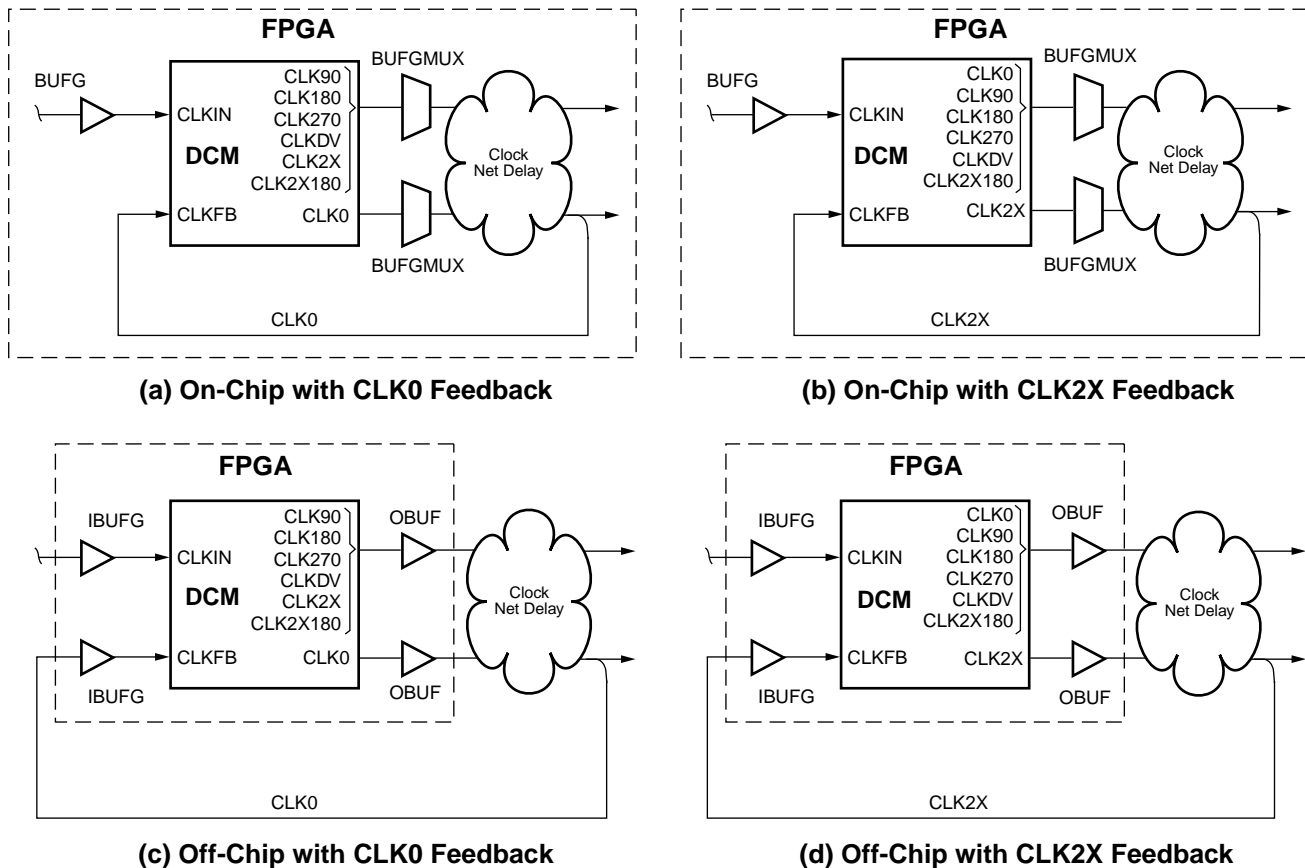 FPGA
BUFG
CLKIN
DCM
CLKFB
CLK90
CLK180
CLK270
CLKDV
CLK2X
CLK2X180
CLK0
BUFGMUX
BUFGMUX
Clock
Net Delay
CLK0
(a) On-Chip with CLK0 Feedback
FPGA
BUFG
CLKIN
DCM
CLKFB
CLK0
CLK90
CLK180
CLK270
CLKDV
CLK2X180
CLK2X
BUFGMUX
BUFGMUX
Clock
Net Delay
CLK2X
(b) On-Chip with CLK2X Feedback
FPGA
IBUFG
IBUFG
CLKIN
DCM
CLKFB
CLK90
CLK180
CLK270
CLKDV
CLK2X
CLK2X180
CLK0
OBUF
OBUF
Clock
Net Delay
CLK0
(c) Off-Chip with CLK0 Feedback
FPGA
IBUFG
IBUFG
CLKIN
DCM
CLKFB
CLK0
CLK90
CLK180
CLK270
CLKDV
CLK2X180
CLK2X
OBUF
OBUF
Clock
Net Delay
CLK2X
(d) Off-Chip with CLK2X Feedback